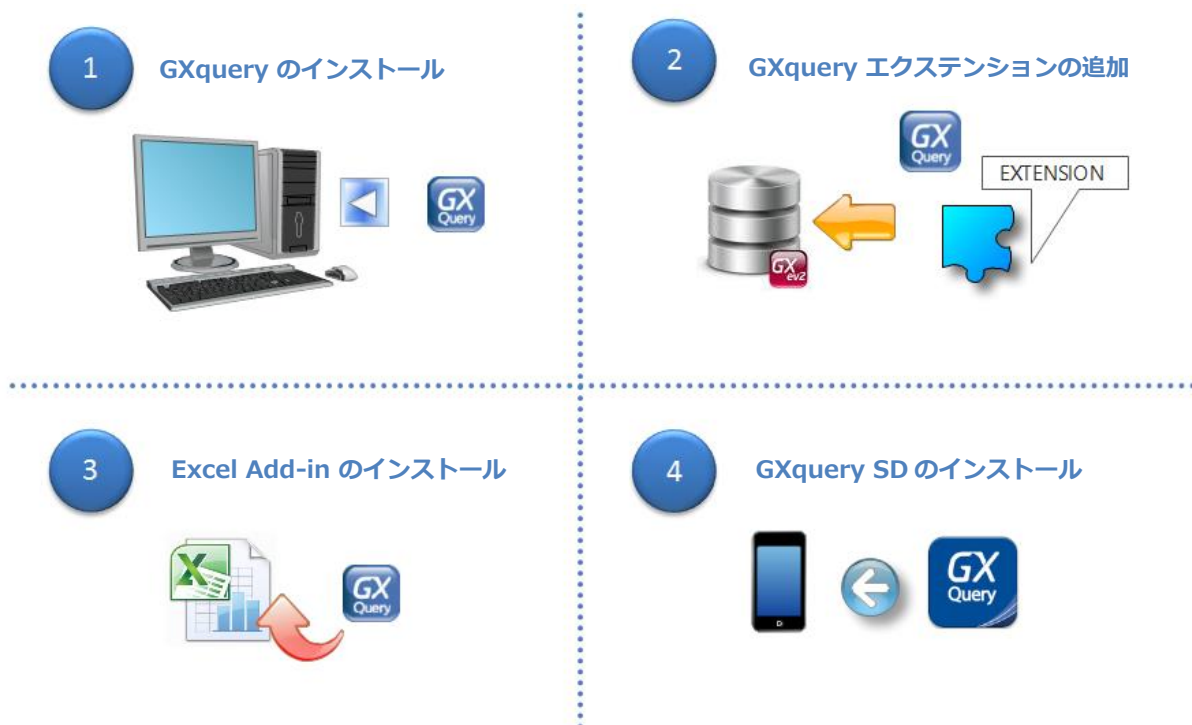 1
GXquery のインストール
GX
Query
2
GXquery エクステンションの追加
GX
Query
EXTENSION
GX
ev2
3
Excel Add-in のインストール
X
GX
Query
4
GXquery SD のインストール
GX
Query